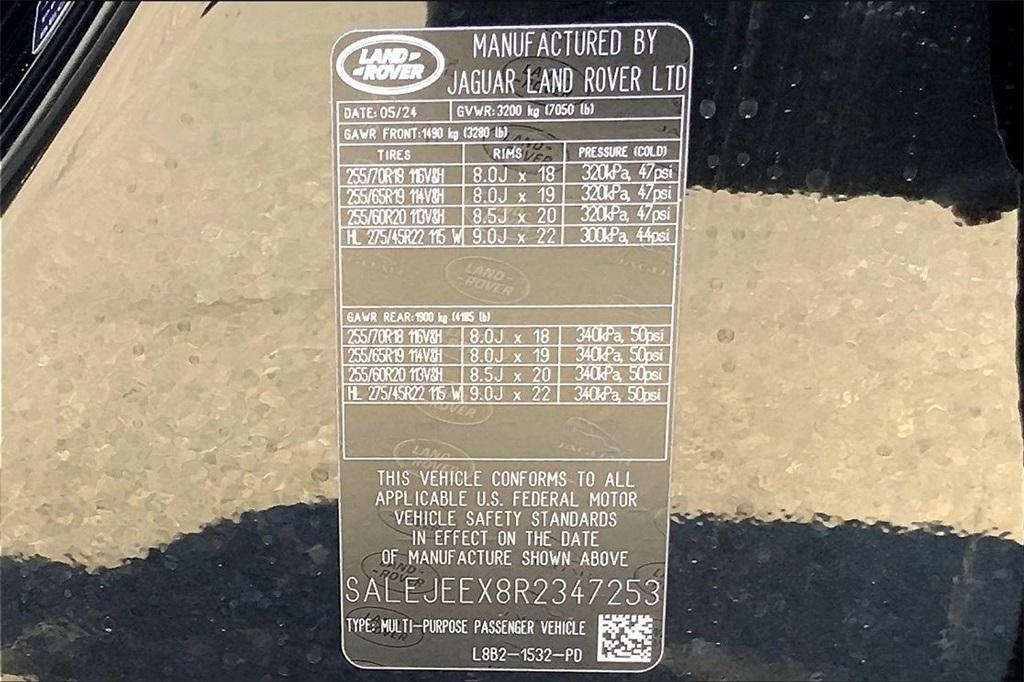 LAND ROVER
MANUFACTURED BY
JAGUAR LAND ROVER LTD
DATE: 05/24 GVWR: 3200 kg (7050 lb)
GAWR FRONT: 1490 kg (3280 lb)
TIRES RIMS PRESSURE (COLD)
255/70R18 116V&H 8.0J x 18 320kPa, 47psi
255/65R19 114V&H 8.0J x 19 320kPa, 47psi
255/60R20 113V&H 8.5J x 20 320kPa, 47psi
HL 275/45R22 115 W 9.0J x 22 300kPa, 44psi
GAWR REAR: 1900 kg (4185 lb)
255/70R18 116V&H 8.0J x 18 340kPa, 50psi
255/65R19 114V&H 8.0J x 19 340kPa, 50psi
255/60R20 113V&H 8.5J x 20 340kPa, 50psi
HL 275/45R22 115 W 9.0J x 22 340kPa, 50psi
THIS VEHICLE CONFORMS TO ALL
APPLICABLE U.S. FEDERAL MOTOR
VEHICLE SAFETY STANDARDS
IN EFFECT ON THE DATE
OF MANUFACTURE SHOWN ABOVE
SALEJEEX8R2347253
TYPE: MULTI-PURPOSE PASSENGER VEHICLE
L8B2-1532-PD